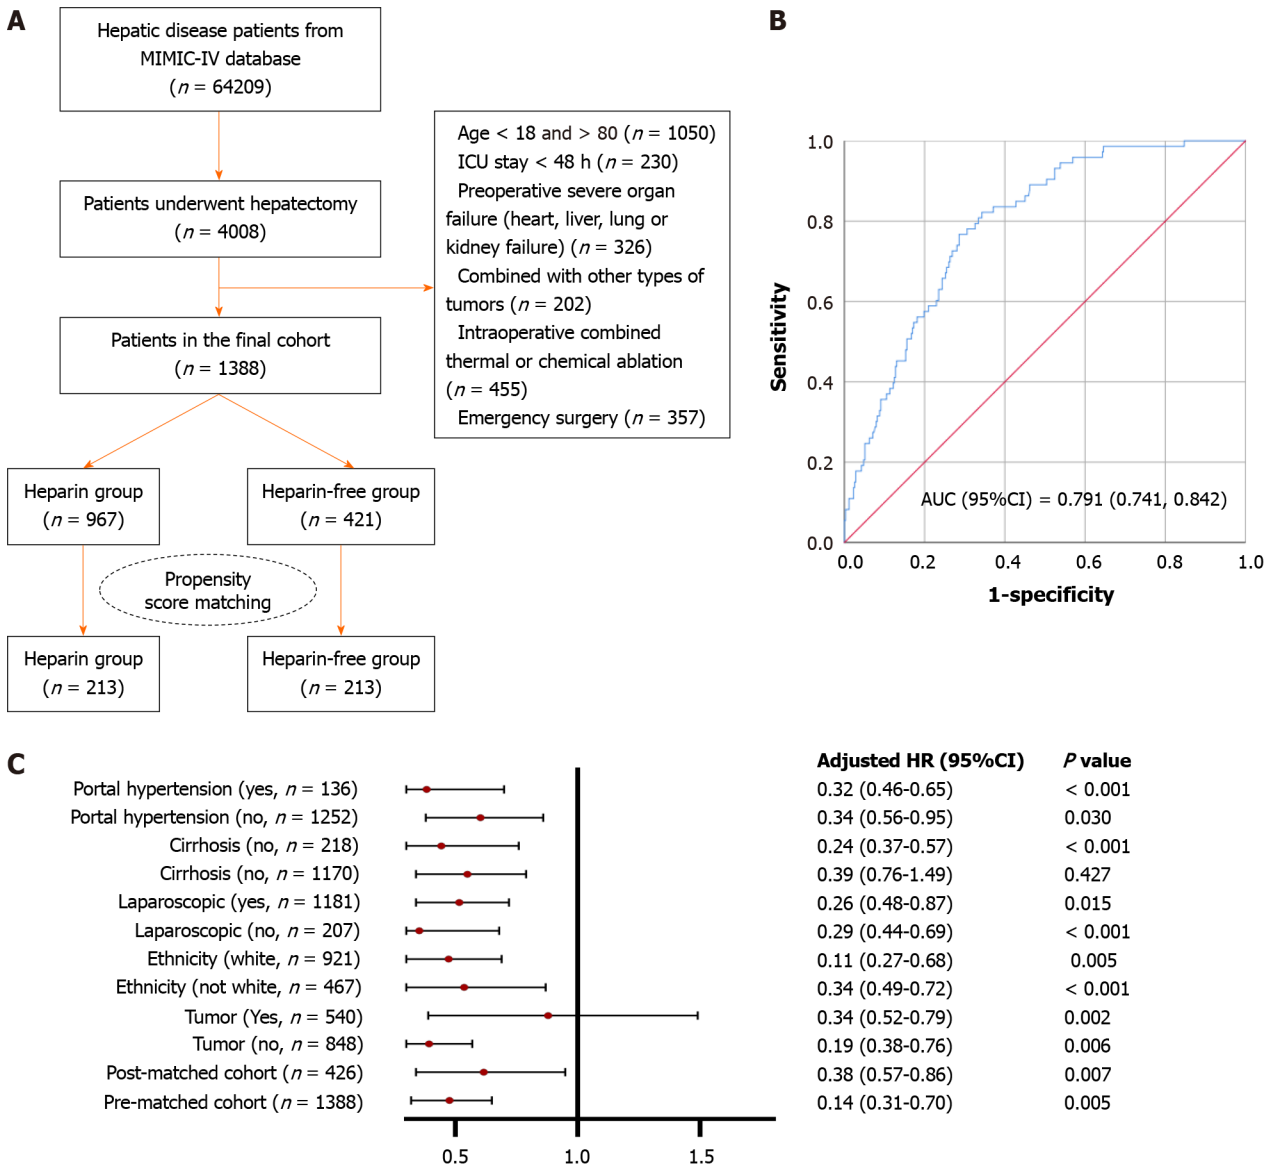 A
Hepatic disease patients from
MIMIC-IV database
(n = 64209)
Patients underwent hepatectomy
(n = 4008)
Age < 18 and > 80 (n = 1050)
ICU stay < 48 h (n = 230)
Preoperative severe organ
failure (heart, liver, lung or
kidney failure) (n = 326)
Combined with other types of
tumors (n = 202)
Intraoperative combined
thermal or chemical ablation
(n = 455)
Emergency surgery (n = 357)
Patients in the final cohort
(n = 1388)
Heparin group
(n = 967)
Heparin-free group
(n = 421)
Propensity
score matching
Heparin group
(n = 213)
Heparin-free group
(n = 213)
B
Sensitivity
1.0
0.8
0.6
0.4
0.2
0.0
AUC (95%CI) = 0.791 (0.741, 0.842)
0.0 0.2 0.4 0.6 0.8 1.0
1-specificity
C
Adjusted HR (95%CI) P value
Portal hypertension (yes, n = 136) 0.32 (0.46-0.65) < 0.001
Portal hypertension (no, n = 1252) 0.34 (0.56-0.95) 0.030
Cirrhosis (no, n = 218) 0.24 (0.37-0.57) < 0.001
Cirrhosis (no, n = 1170) 0.39 (0.76-1.49) 0.427
Laparoscopic (yes, n = 1181) 0.26 (0.48-0.87) 0.015
Laparoscopic (no, n = 207) 0.29 (0.44-0.69) < 0.001
Ethnicity (white, n = 921) 0.11 (0.27-0.68) 0.005
Ethnicity (not white, n = 467) 0.34 (0.49-0.72) < 0.001
Tumor (Yes, n = 540) 0.34 (0.52-0.79) 0.002
Tumor (no, n = 848) 0.19 (0.38-0.76) 0.006
Post-matched cohort (n = 426) 0.38 (0.57-0.86) 0.007
Pre-matched cohort (n = 1388) 0.14 (0.31-0.70) 0.005
0.5 1.0 1.5